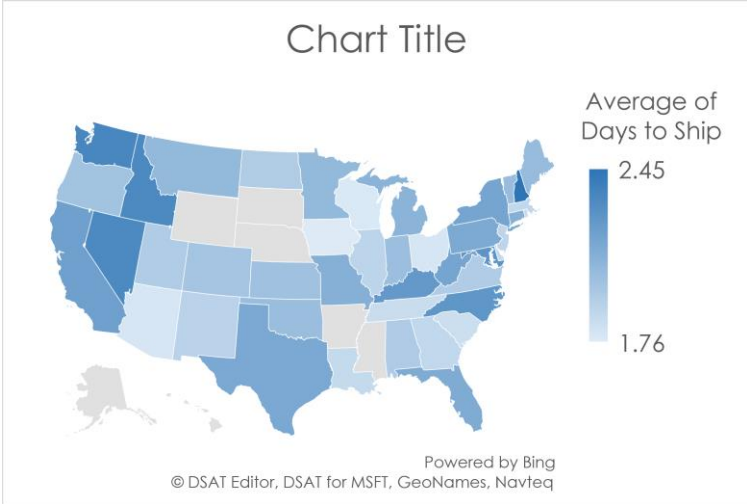 Chart Title
Average of
Days to Ship
2.45
1.76
Powered by Bing
© DSAT Editor, DSAT for MSFT, GeoNames, Navteq